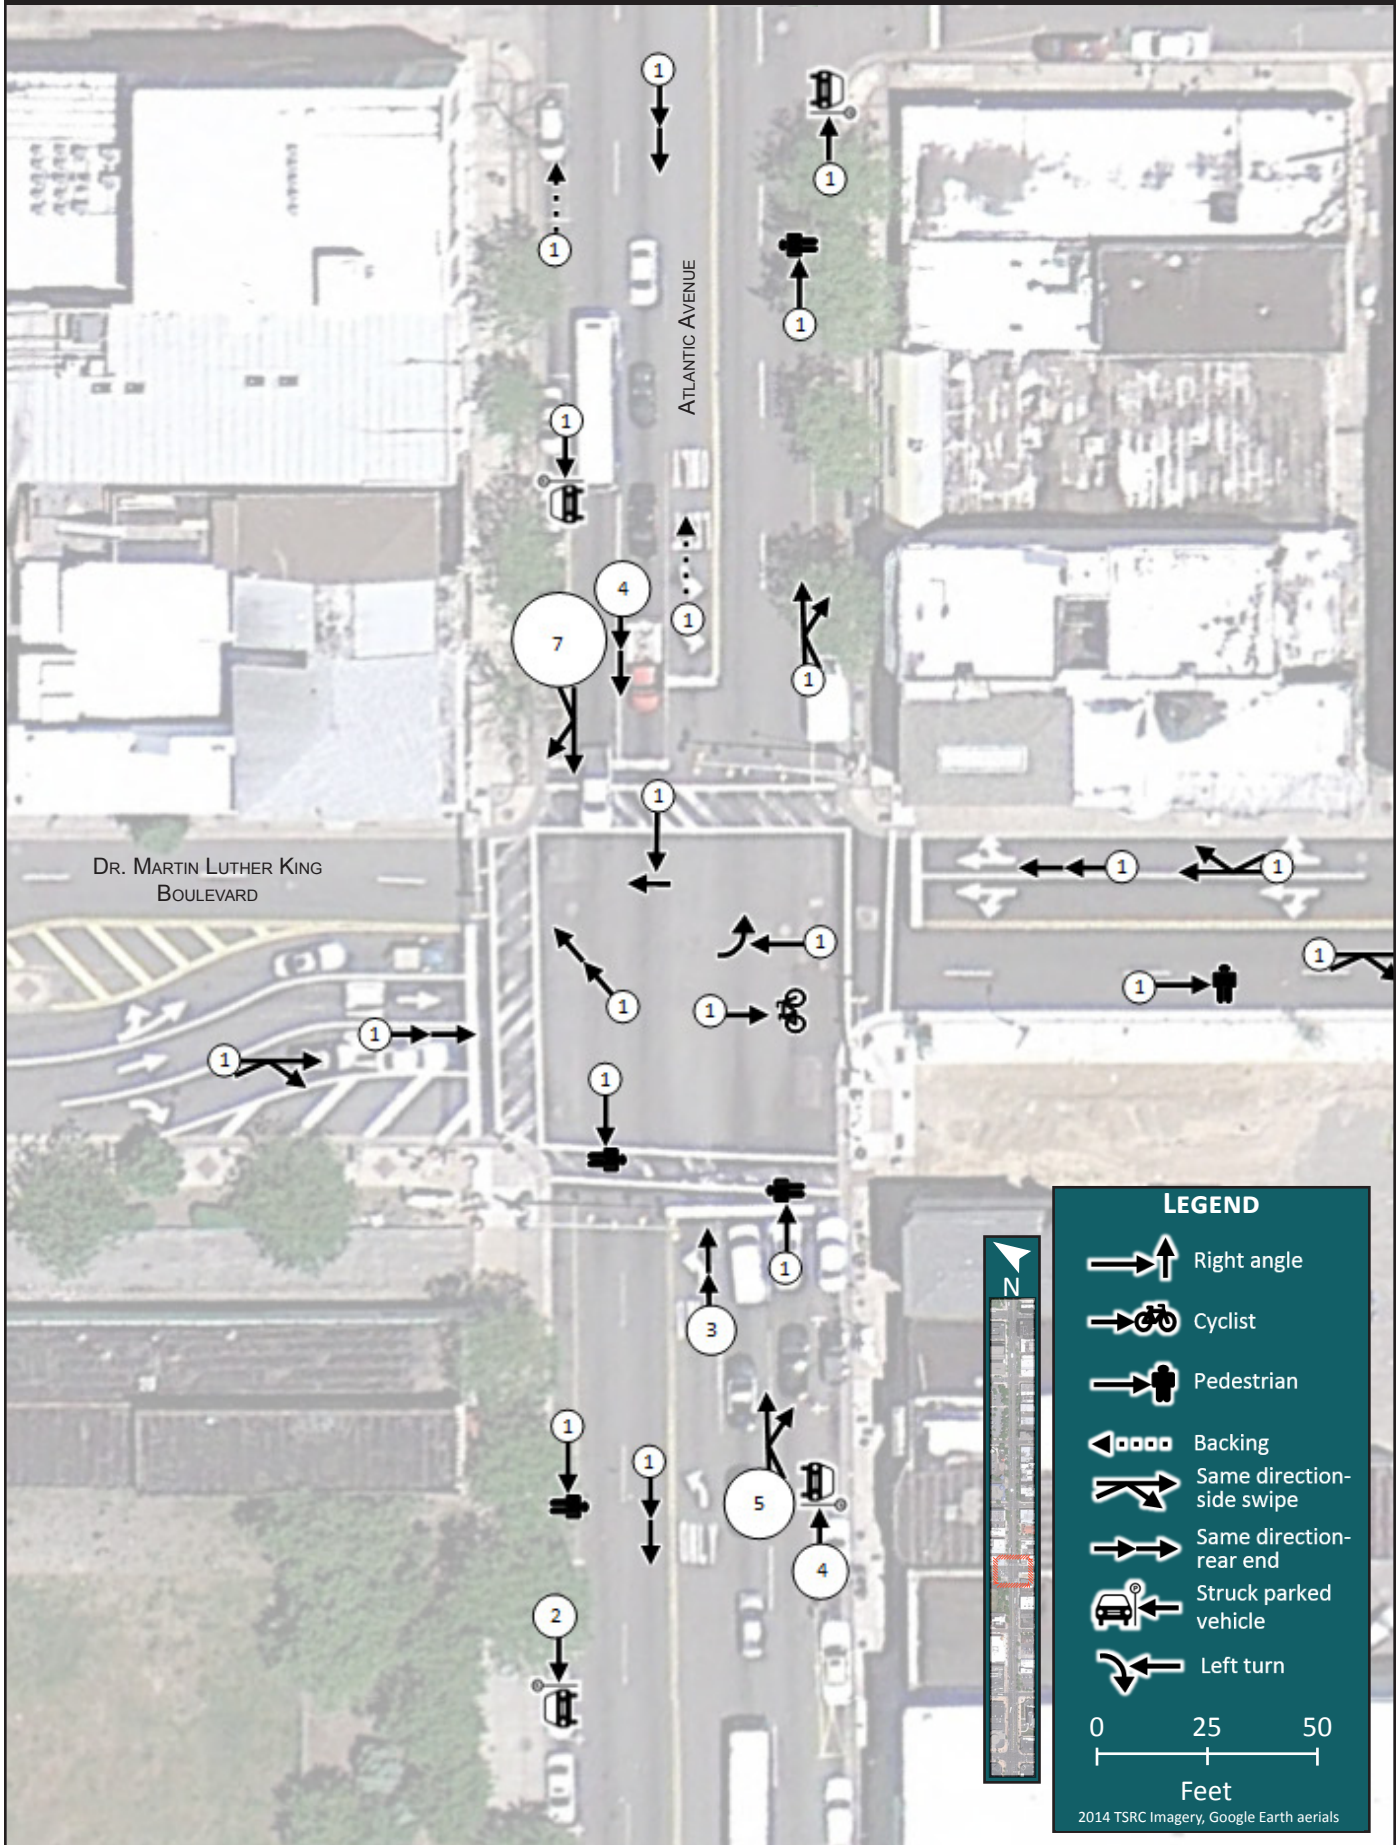 1
1
1
1
1
ATLANTIC AVENUE
1
4
7
1
1
1
DR. MARTIN LUTHER KING
BOULEVARD
1
1
1
1
1
1
1
1
1
1
1
3
1
1
5
4
2
LEGEND
N
Right angle
Cyclist
Pedestrian
Backing
Same direction-
side swipe
Same direction-
rear end
P
Struck parked
vehicle
Left turn
0 25 50
Feet
2014 TSRC Imagery, Google Earth aerials